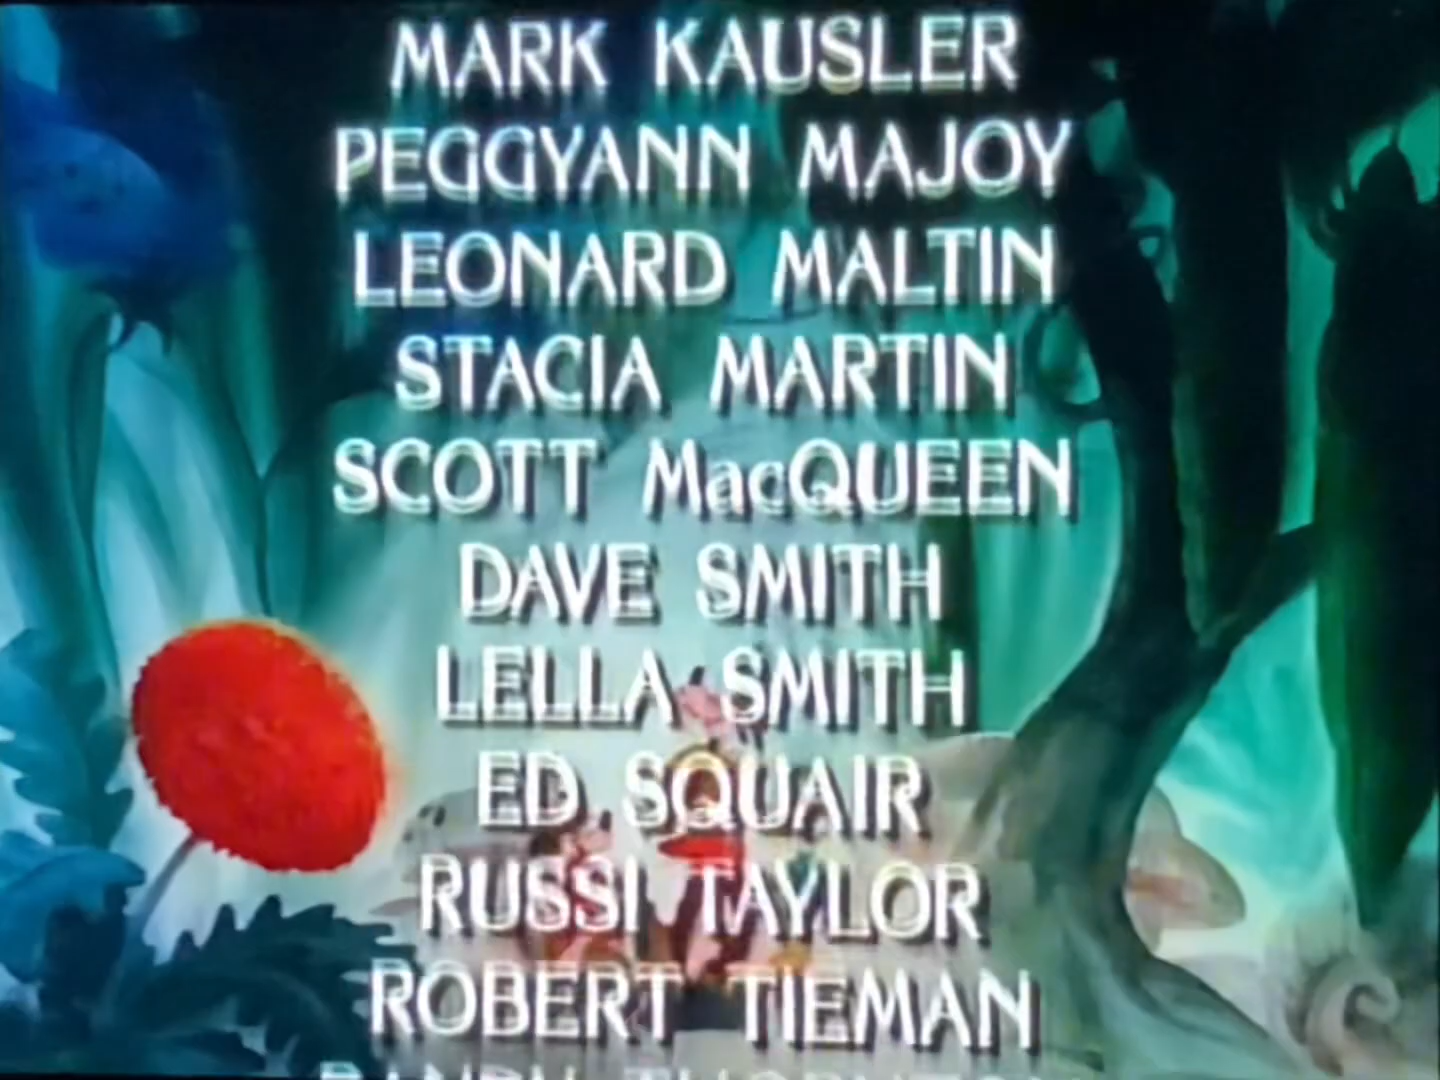 MARK KAUSLER
PEGGYANN MAJOY
LEONARD MALTIN
STACIA MARTIN
SCOTT MacQUEEN
DAVE SMITH
LELLA SMITH
ED SQUAIR
RUSSI TAYLOR
ROBERT TIEMAN